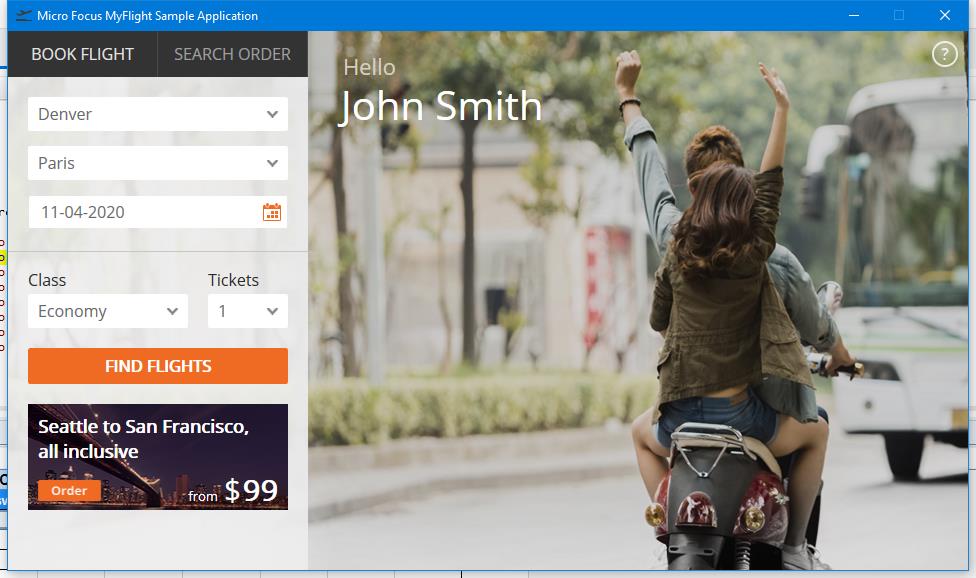 Micro Focus MyFlight Sample Application
BOOK FLIGHT
SEARCH ORDER
Hello
John Smith
?
Denver
Paris
11-04-2020
Class
Tickets
Economy
1
FIND FLIGHTS
Seattle to San Francisco,
all inclusive
Order
from $99